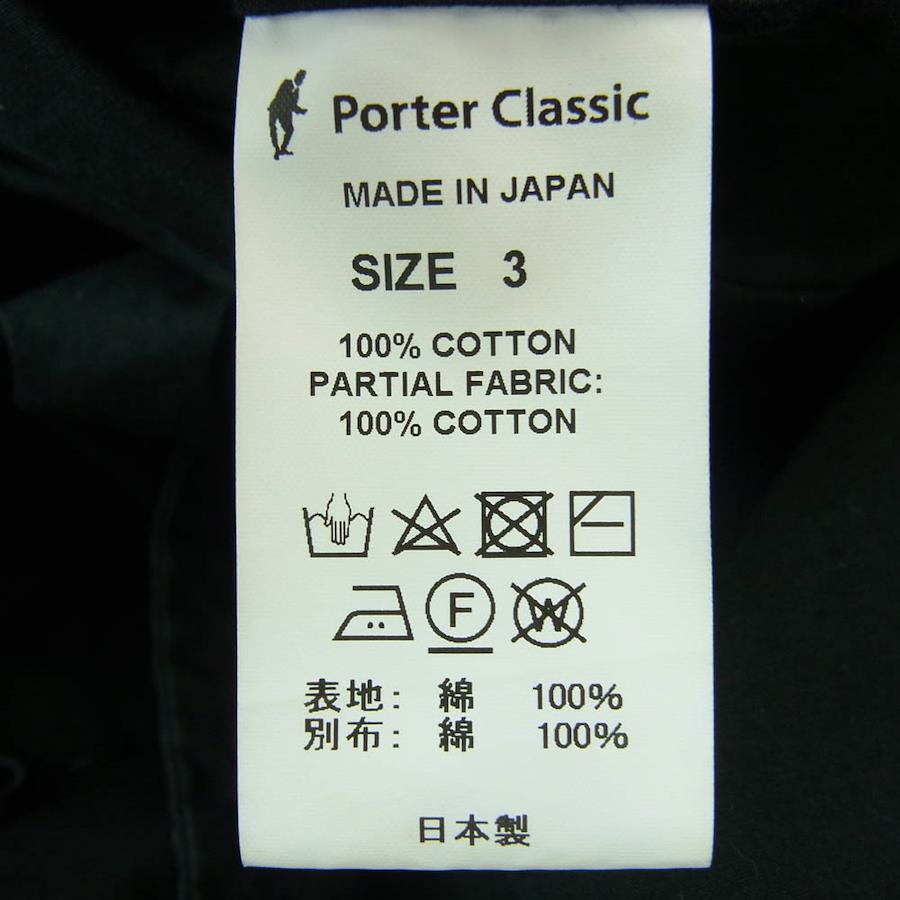 Porter Classic
MADE IN JAPAN
SIZE 3
100% COTTON
PARTIAL FABRIC:
100% COTTON
F W
表地: 綿 100%
別布: 綿 100%
日本製